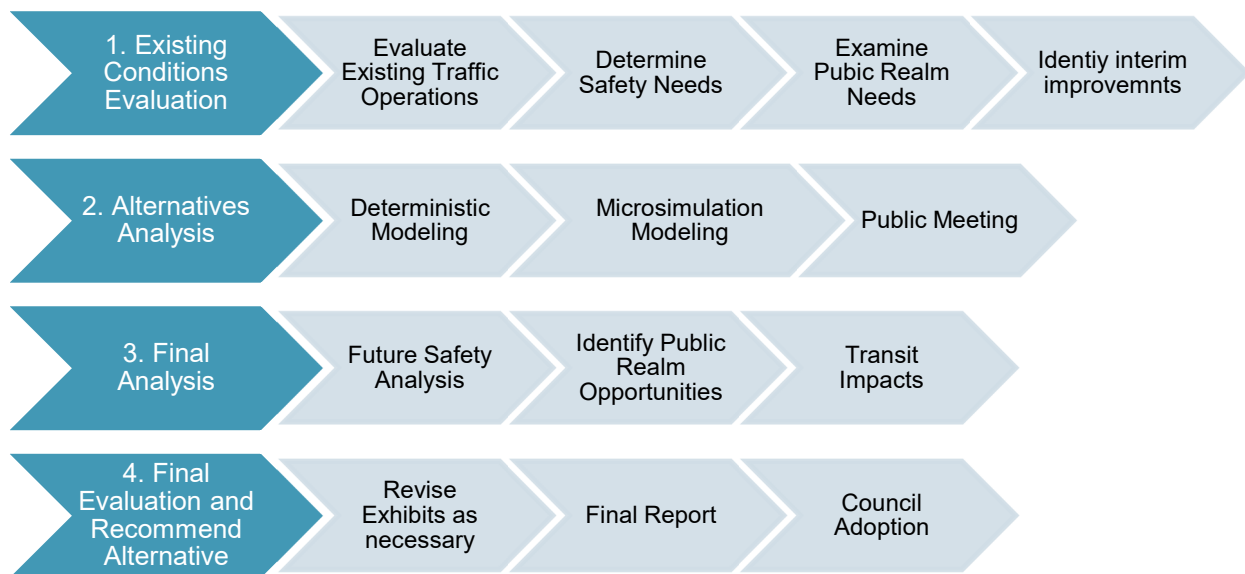 1. Existing
Conditions
Evaluation
Evaluate
Existing Traffic
Operations
Determine
Safety Needs
Examine
Pubic Realm
Needs
Identiy interim
improvemnts
2. Alternatives
Analysis
Deterministic
Modeling
Microsimulation
Modeling
Public Meeting
3. Final
Analysis
Future Safety
Analysis
Identify Public
Realm
Opportunities
Transit
Impacts
4. Final
Evaluation and
Recommend
Alternative
Revise
Exhibits as
necessary
Final Report
Council
Adoption